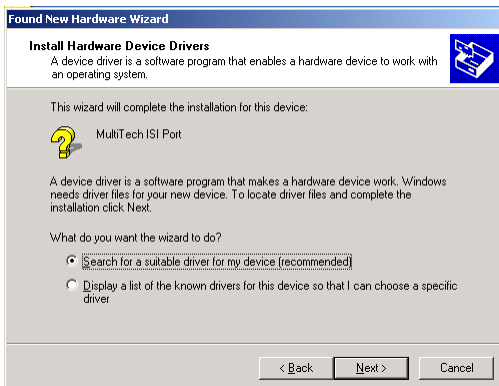 Found New Hardware Wizard
Install Hardware Device Drivers
A device driver is a software program that enables a hardware device to work with
an operating system.
This wizard will complete the installation for this device:
MultiTech ISI Port
A device driver is a software program that makes a hardware device work. Windows
needs driver files for your new device. To locate driver files and complete the
installation click Next.
What do you want the wizard to do?
Search for a suitable driver for my device (recommended)
Display a list of the known drivers for this device so that I can choose a specific
driver
< Back
Next >
Cancel